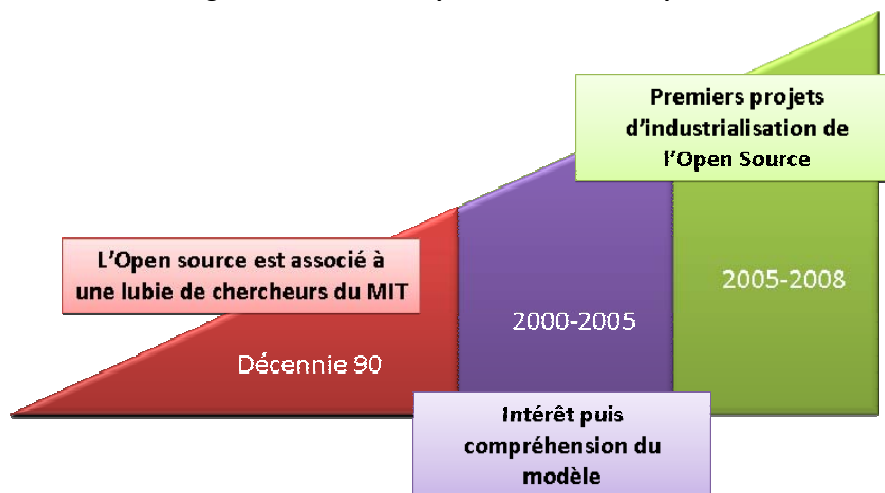 Premiers projets
d'industrialisation de
l'Open Source
L'Open source est associé à
une lubie de chercheurs du MIT
2005-2008
2000-2005
Décennie 90
Intérêt puis
compréhension du
modèle